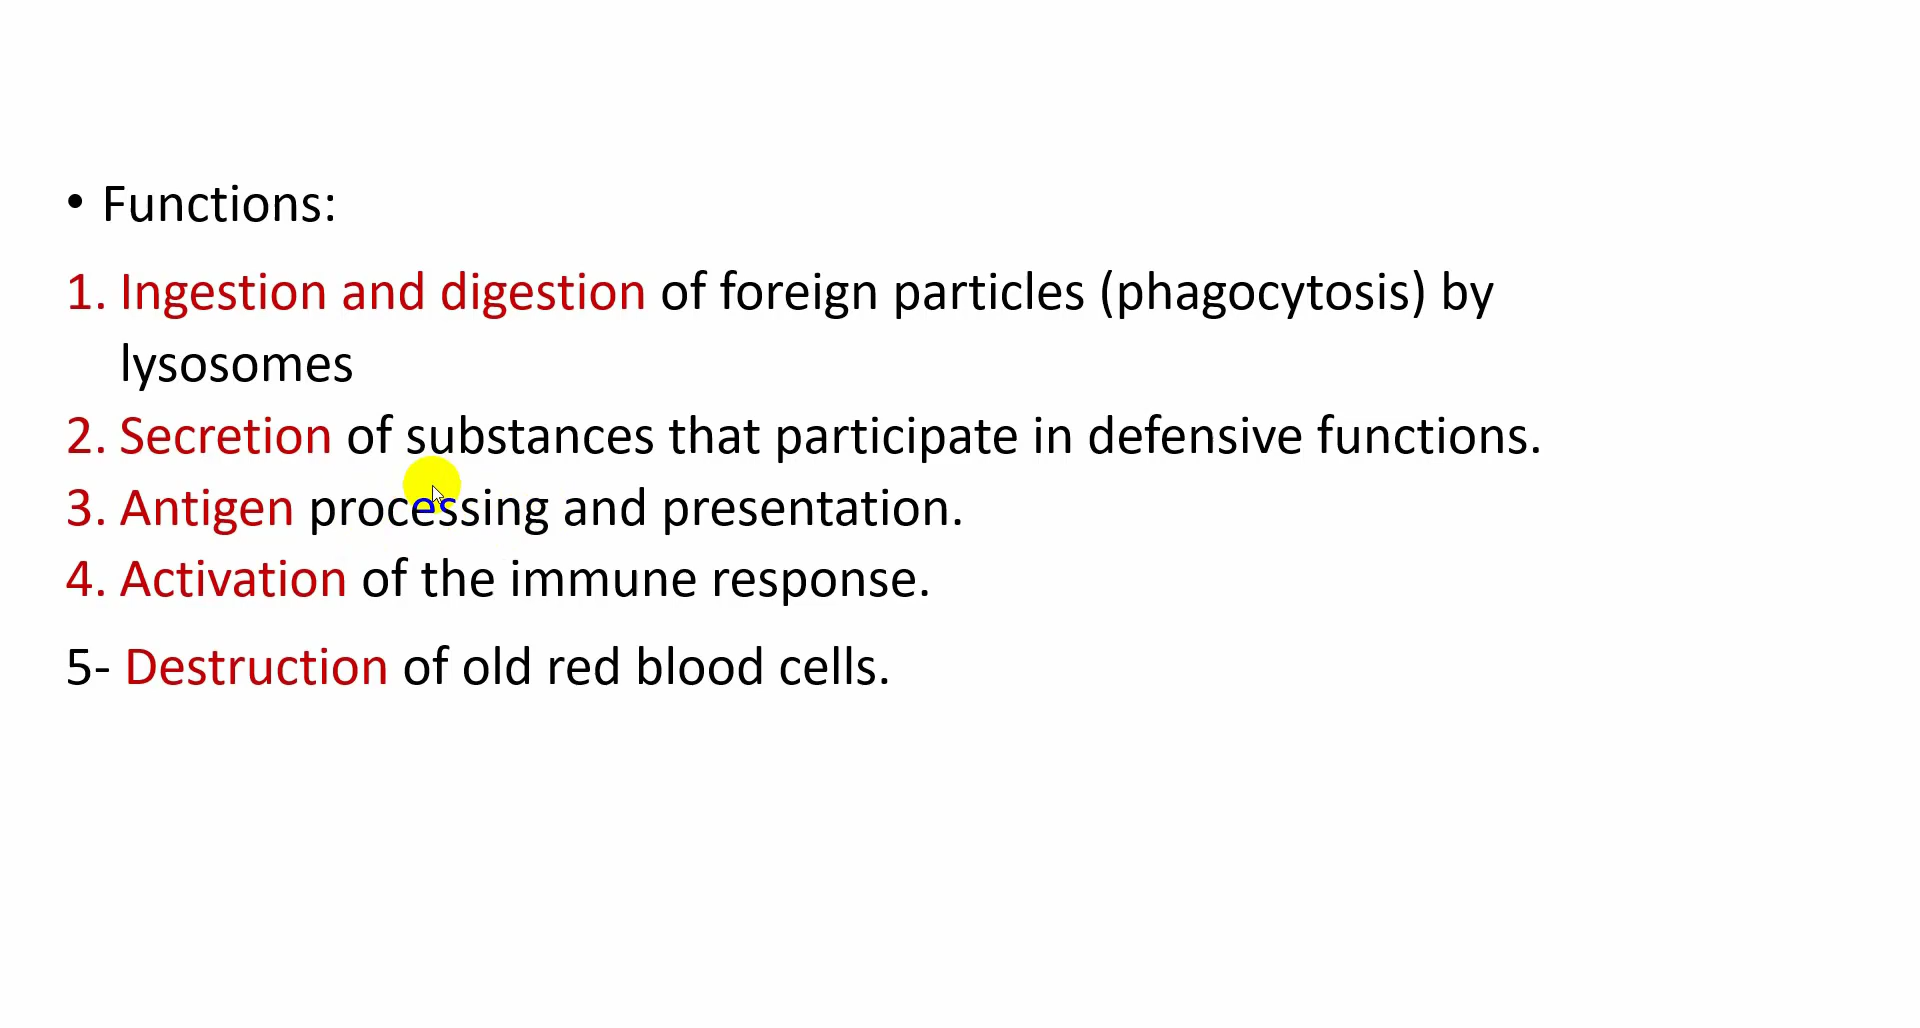 • Functions:
1. Ingestion and digestion of foreign particles (phagocytosis) by
lysosomes
2. Secretion of substances that participate in defensive functions.
3. Antigen processing and presentation.
4. Activation of the immune response.
5- Destruction of old red blood cells.